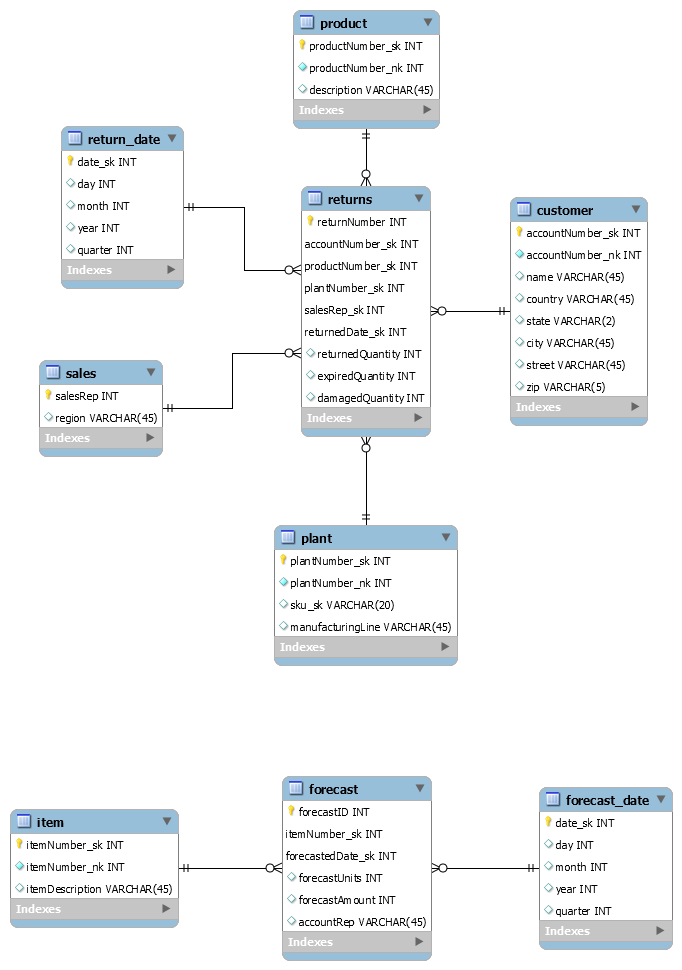 product
productNumber_sk INT
productNumber_nk INT
description VARCHAR(45)
Indexes
return_date
date_sk INT
day INT
month INT
year INT
quarter INT
Indexes
returns
returnNumber INT
accountNumber_sk INT
productNumber_sk INT
plantNumber_sk INT
salesRep_sk INT
returnedDate_sk INT
returnedQuantity INT
expiredQuantity INT
damagedQuantity INT
Indexes
customer
accountNumber_sk INT
accountNumber_nk INT
name VARCHAR(45)
country VARCHAR(45)
state VARCHAR(2)
city VARCHAR(45)
street VARCHAR(45)
zip VARCHAR(5)
Indexes
sales
salesRep INT
region VARCHAR(45)
Indexes
plant
plantNumber_sk INT
plantNumber_nk INT
sku_sk VARCHAR(20)
manufacturingLine VARCHAR(45)
Indexes
item
itemNumber_sk INT
itemNumber_nk INT
itemDescription VARCHAR(45)
Indexes
forecast
forecastID INT
itemNumber_sk INT
forecastedDate_sk INT
forecastUnits INT
forecastAmount INT
accountRep VARCHAR(45)
Indexes
forecast_date
date_sk INT
day INT
month INT
year INT
quarter INT
Indexes